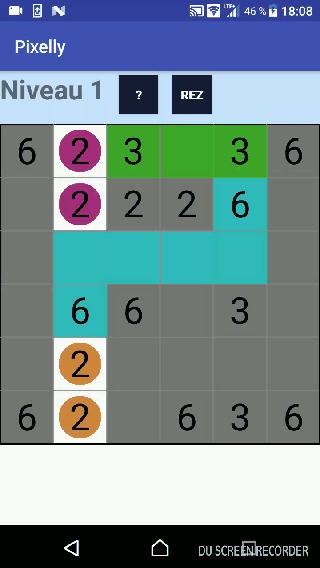 46 % 18:08
Pixelly
Niveau 1 ? REZ
6 2 3 3 6
2 2 2 6
6 6 3
2
6 2 6 3 6
DU SCREEN RECORDER